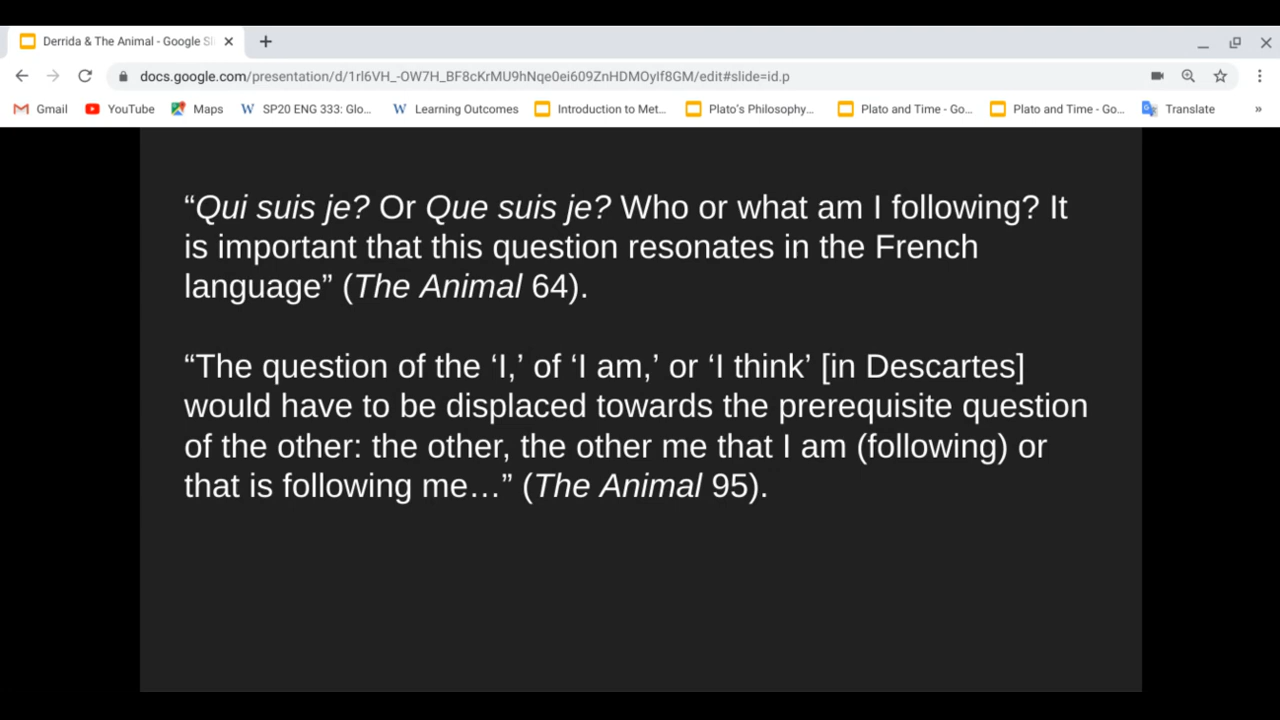 Derrida & The Animal - Google Sl
docs.google.com/presentation/d/1rl6VH_-OW7H_BF8cKrMU9hNqe0ei609ZnHDMOyIf8GM/edit#slide=id.p
Gmail YouTube Maps SP20 ENG 333: Glo... Learning Outcomes Introduction to Met... Plato's Philosophy... Plato and Time - Go... Plato and Time - Go... Translate »
“Qui suis je? Or Que suis je? Who or what am I following? It
is important that this question resonates in the French
language” (The Animal 64).
“The question of the ‘I,’ of ‘I am,’ or ‘I think’ [in Descartes]
would have to be displaced towards the prerequisite question
of the other: the other, the other me that I am (following) or
that is following me…” (The Animal 95).